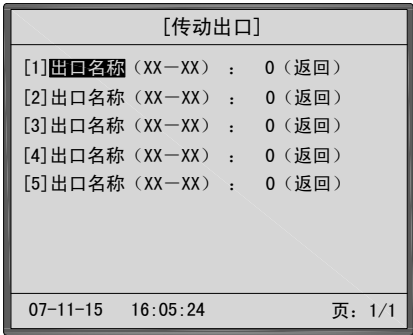 [传动出口]
[1]出口名称（XX－XX）： 0（返回）
[2]出口名称（XX－XX）： 0（返回）
[3]出口名称（XX－XX）： 0（返回）
[4]出口名称（XX－XX）： 0（返回）
[5]出口名称（XX－XX）： 0（返回）
07-11-15 16:05:24 页：1/1